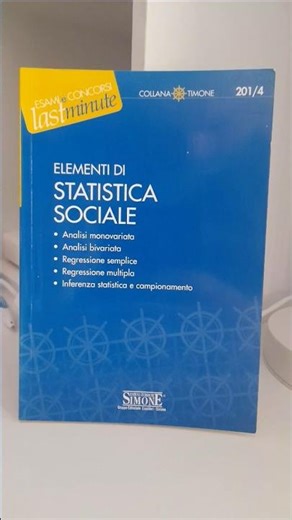 ESAMI e CONCORSI
last minute
COLLANA TIMONE
201/4
ELEMENTI DI
STATISTICA
SOCIALE
• Analisi monovariata
• Analisi bivariata
• Regressione semplice
• Regressione multipla
• Inferenza statistica e campionamento
SIMONE